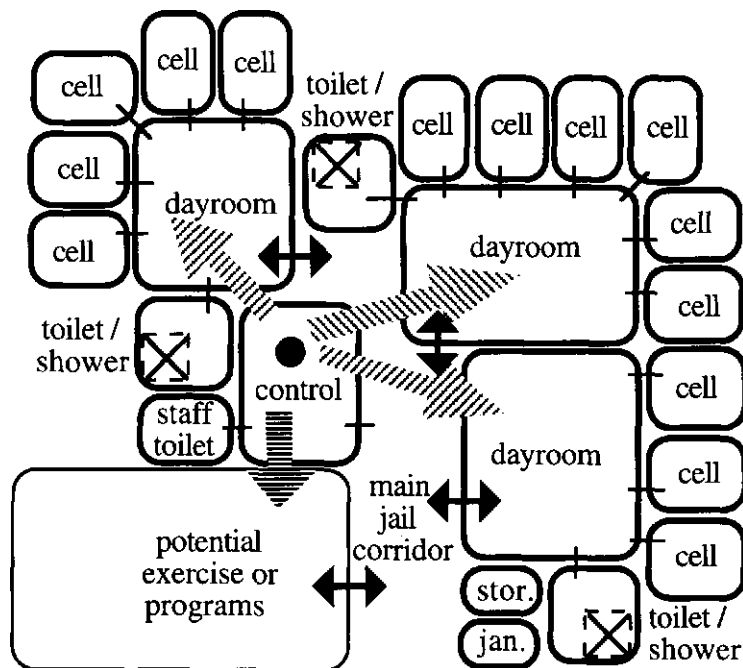 cell
cell
cell
cell
cell
toilet /
shower
cell
cell
cell
cell
dayroom
dayroom
cell
cell
toilet /
shower
control
staff
toilet
cell
cell
cell
dayroom
main
jail
corridor
potential
exercise or
programs
stor.
jan.
toilet /
shower